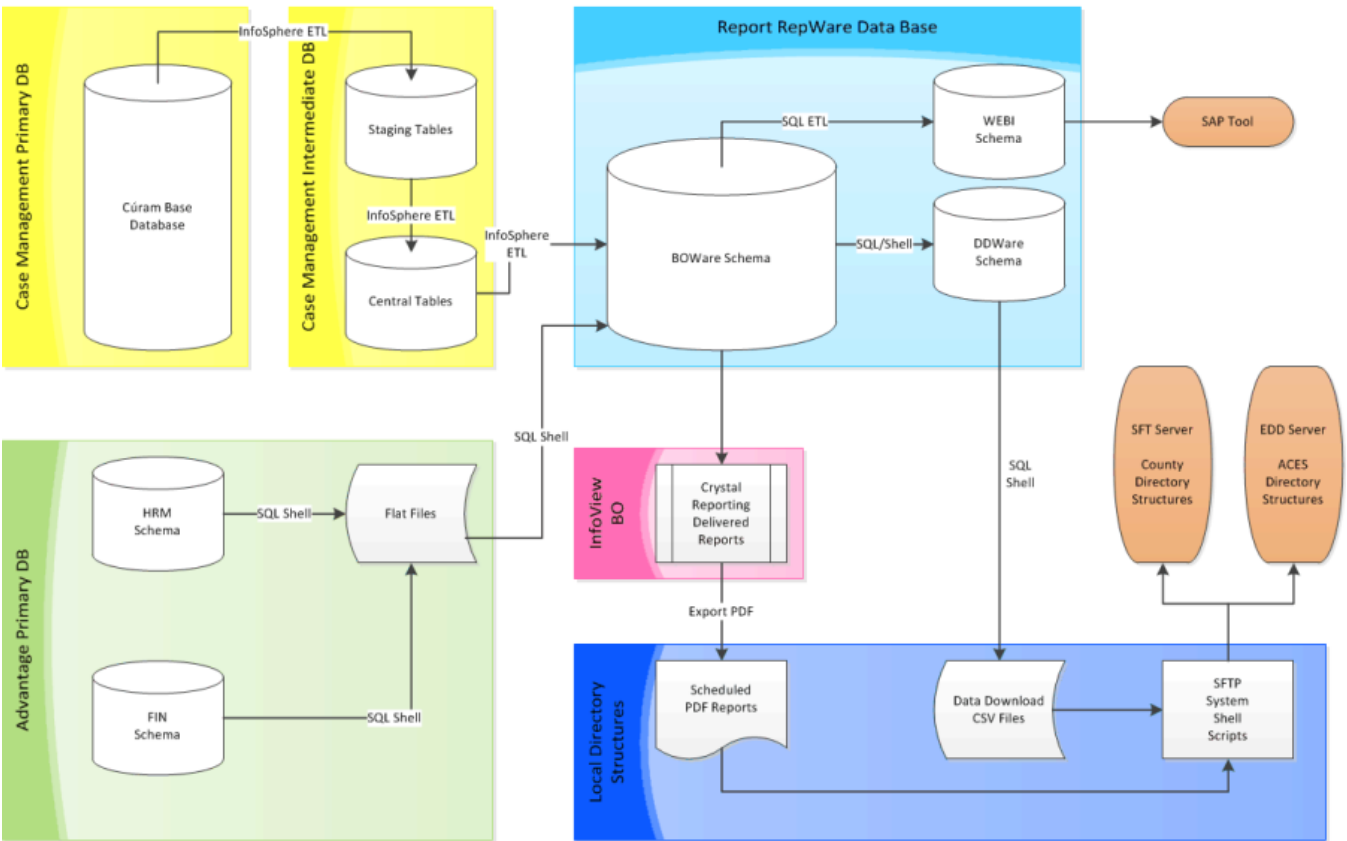 Case Management Primary DB
InfoSphere ETL
Cúram Base
Database
Case Management Intermediate DB
Staging Tables
InfoSphere ETL
Central Tables
InfoSphere
ETL
Report RepWare Data Base
BOWare Schema
SQL ETL
WEBI
Schema
SAP Tool
SQL/Shell
DDWare
Schema
Advantage Primary DB
HRM
Schema
SQL Shell
Flat Files
SQL Shell
FIN
Schema
SQL Shell
InfoView
BO
Crystal
Reporting
Delivered
Reports
Export PDF
SQL
Shell
SFT Server
County
Directory
Structures
EDD Server
ACES
Directory
Structures
Local Directory
Structures
Scheduled
PDF Reports
Data Download
CSV Files
SFTP
System
Shell
Scripts